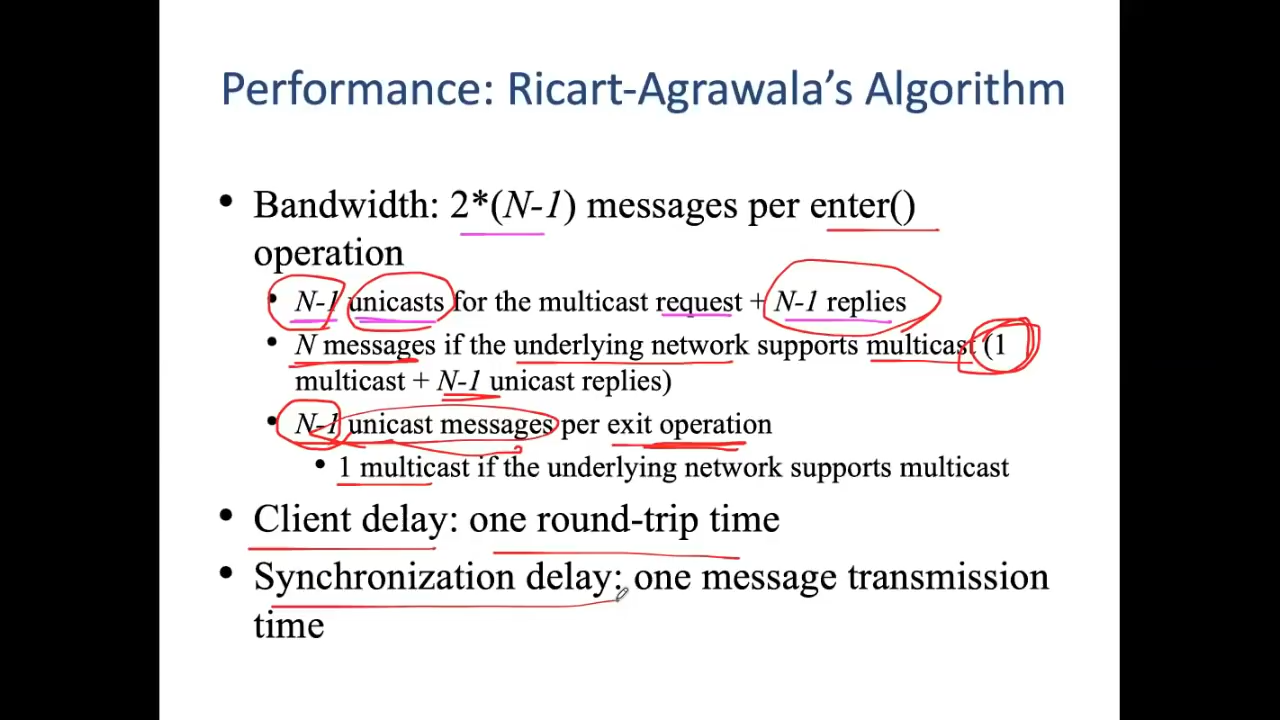 Performance: Ricart-Agrawala’s Algorithm
• Bandwidth: 2*(N-1) messages per enter()
operation
• N-1 unicasts for the multicast request + N-1 replies
• N messages if the underlying network supports multicast (1
multicast + N-1 unicast replies)
• N-1 unicast messages per exit operation
• 1 multicast if the underlying network supports multicast
• Client delay: one round-trip time
• Synchronization delay: one message transmission
time